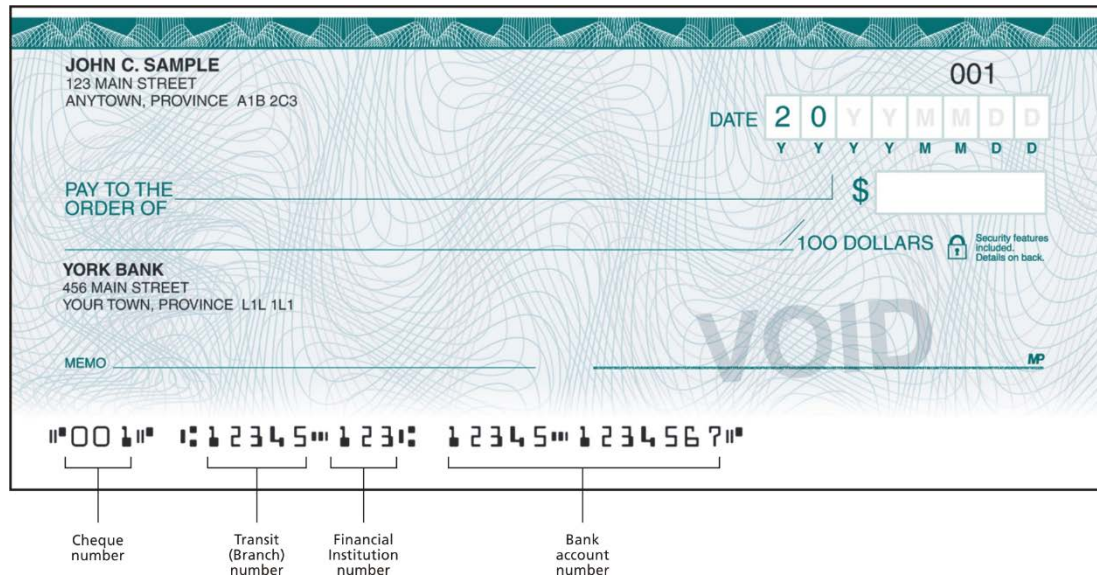 JOHN C. SAMPLE
123 MAIN STREET
ANYTOWN, PROVINCE A1B 2C3
001
DATE 2 0 Y Y M M D D
Y Y Y Y M M D D
PAY TO THE
ORDER OF
$
100 DOLLARS
Security features
included.
Details on back.
YORK BANK
456 MAIN STREET
YOUR TOWN, PROVINCE L1L 1L1
VOID
MEMO
MP
⑈001⑈ ⑆12345⑉123⑆ 12345⑉1234567⑈
Cheque
number
Transit
(Branch)
number
Financial
Institution
number
Bank
account
number